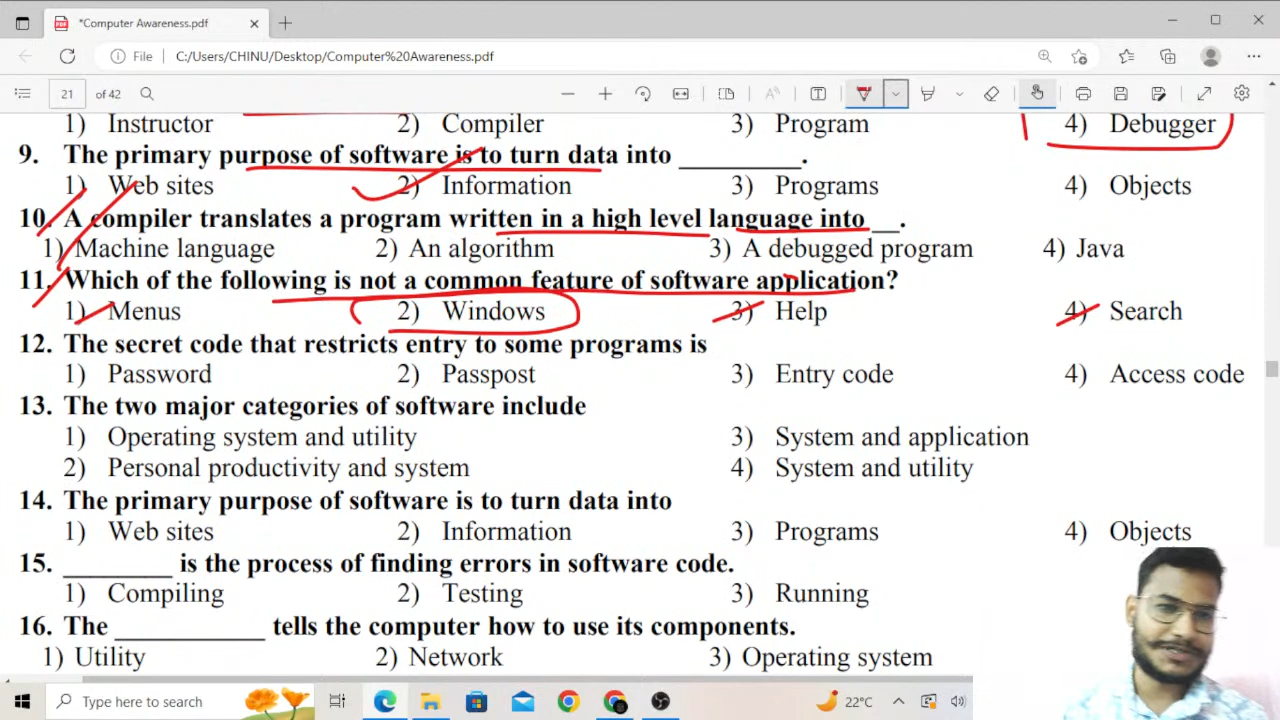 *Computer Awareness.pdf
File C:/Users/CHINU/Desktop/Computer%20Awareness.pdf
21 of 42
1) Instructor 2) Compiler 3) Program 4) Debugger
9. The primary purpose of software is to turn data into __________.
1) Web sites 2) Information 3) Programs 4) Objects
10. A compiler translates a program written in a high level language into __.
1) Machine language 2) An algorithm 3) A debugged program 4) Java
11. Which of the following is not a common feature of software application?
1) Menus 2) Windows 3) Help 4) Search
12. The secret code that restricts entry to some programs is
1) Password 2) Passpost 3) Entry code 4) Access code
13. The two major categories of software include
1) Operating system and utility 3) System and application
2) Personal productivity and system 4) System and utility
14. The primary purpose of software is to turn data into
1) Web sites 2) Information 3) Programs 4) Objects
15. _________ is the process of finding errors in software code.
1) Compiling 2) Testing 3) Running
16. The ____________ tells the computer how to use its components.
1) Utility 2) Network 3) Operating system
Type here to search 22°C